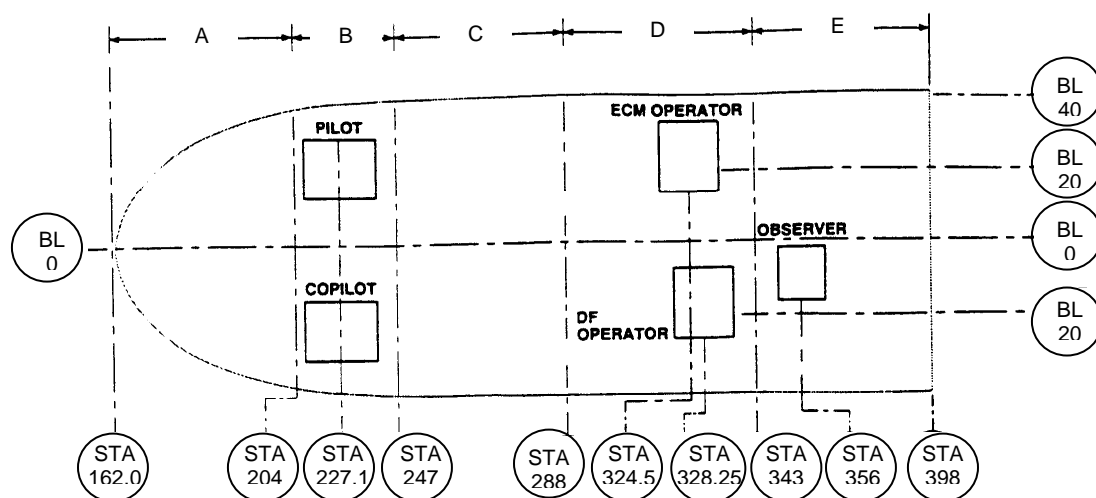 A B C D E
BL
40
PILOT
ECM OPERATOR
BL
20
BL
0
OBSERVER
BL
0
COPILOT
DF
OPERATOR
BL
20
STA
162.0
STA
204
STA
227.1
STA
247
STA
288
STA
324.5
STA
328.25
STA
343
STA
356
STA
398